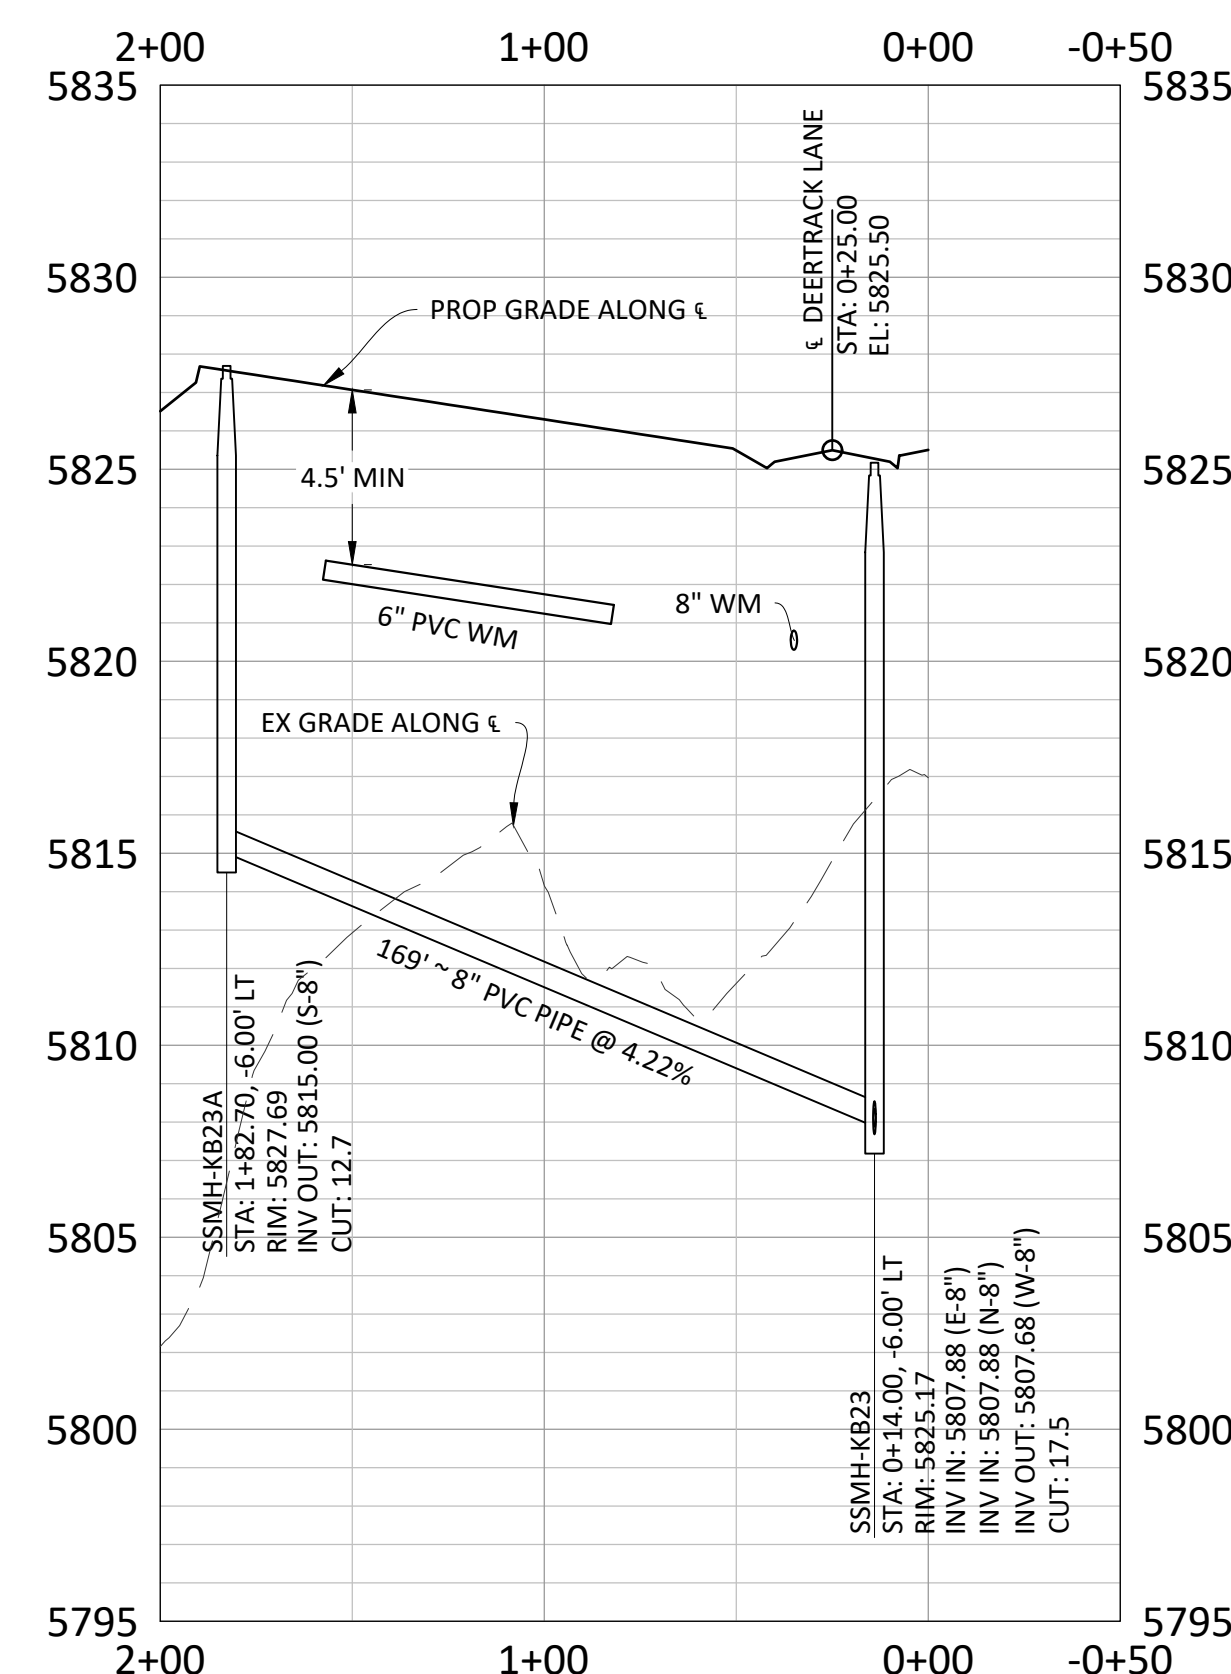 2+00 1+00 0+00 -0+50
5835 5835
℄ DEERTRACK LANE
STA: 0+25.00
EL: 5825.50
5830 5830
PROP GRADE ALONG ℄
5825 5825
4.5' MIN
6" PVC WM
8" WM
5820 5820
EX GRADE ALONG ℄
5815 5815
169' ~ 8" PVC PIPE @ 4.22%
5810 5810
SSMH-KB23A
STA: 1+82.70, -6.00' LT
RIM: 5827.69
INV OUT: 5815.00 (S-8")
CUT: 12.7
5805 5805
SSMH-KB23
STA: 0+14.00, -6.00' LT
RIM: 5825.17
INV IN: 5807.88 (E-8")
INV IN: 5807.88 (N-8")
INV OUT: 5807.68 (W-8")
CUT: 17.5
5800 5800
5795 5795
2+00 1+00 0+00 -0+50